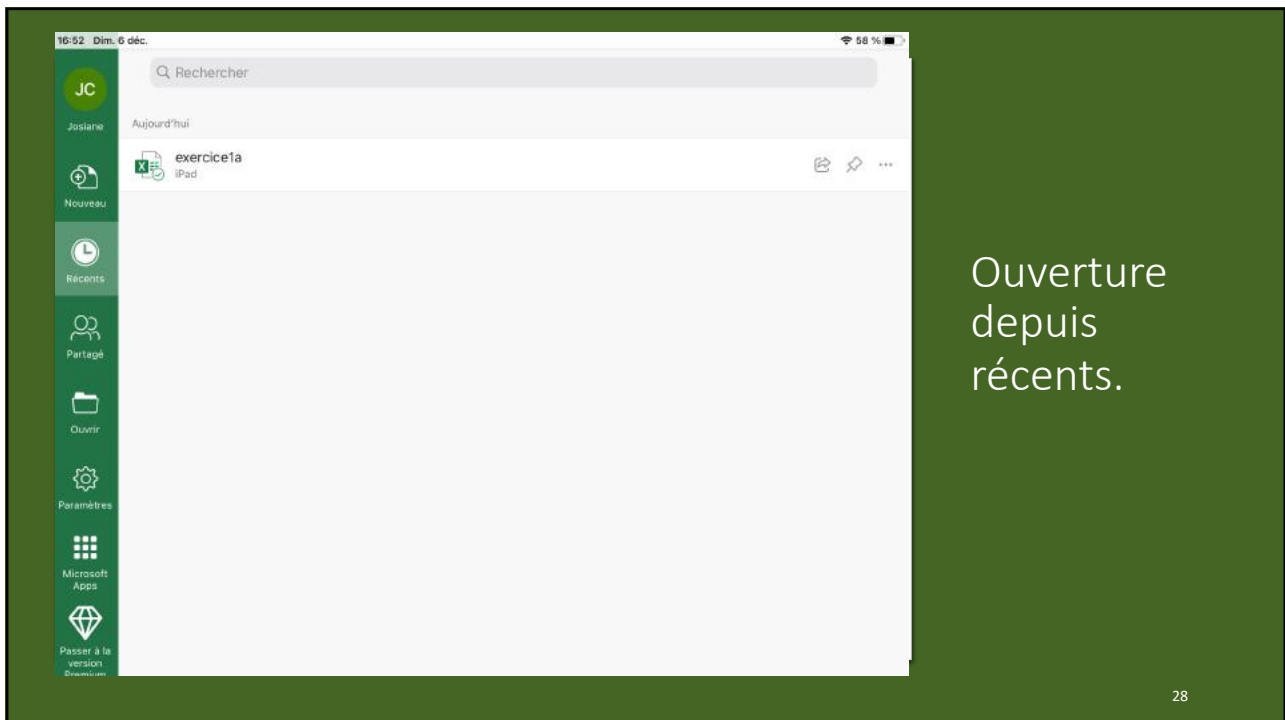 16:52 Dim. 6 déc.
58 %
JC
Josiane
Rechercher
Aujourd'hui
exercice1a
iPad
Nouveau
Récents
Partagé
Ouvrir
Paramètres
Microsoft
Apps
Passer à la
version
Premium
Ouverture
depuis
récents.
28